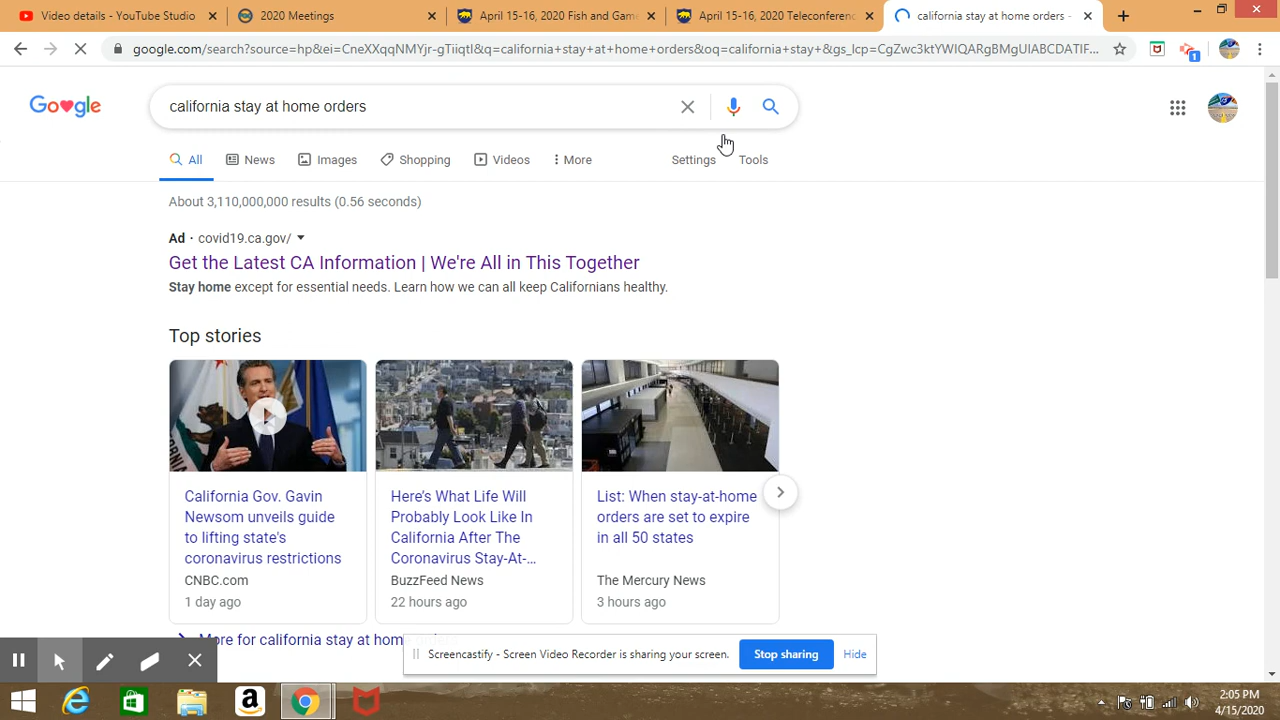 Video details - YouTube Studio
2020 Meetings
April 15-16, 2020 Fish and Game
April 15-16, 2020 Teleconference
california stay at home orders -
google.com/search?source=hp&ei=CneXXqqNMYjr-gTiiqtI&q=california+stay+at+home+orders&oq=california+stay+&gs_lcp=CgZwc3ktYWIQARgBMgUIABCDATIF...
1
Google
california stay at home orders
All
News
Images
Shopping
Videos
More
Settings
Tools
About 3,110,000,000 results (0.56 seconds)
Ad · covid19.ca.gov/
Get the Latest CA Information | We're All in This Together
Stay home except for essential needs. Learn how we can all keep Californians healthy.
Top stories
California Gov. Gavin
Newsom unveils guide
to lifting state's
coronavirus restrictions
CNBC.com
1 day ago
Here's What Life Will
Probably Look Like In
California After The
Coronavirus Stay-At-...
BuzzFeed News
22 hours ago
List: When stay-at-home
orders are set to expire
in all 50 states
The Mercury News
3 hours ago
More for california stay at home
Screencastify - Screen Video Recorder is sharing your screen.
Stop sharing
Hide
2:05 PM
4/15/2020